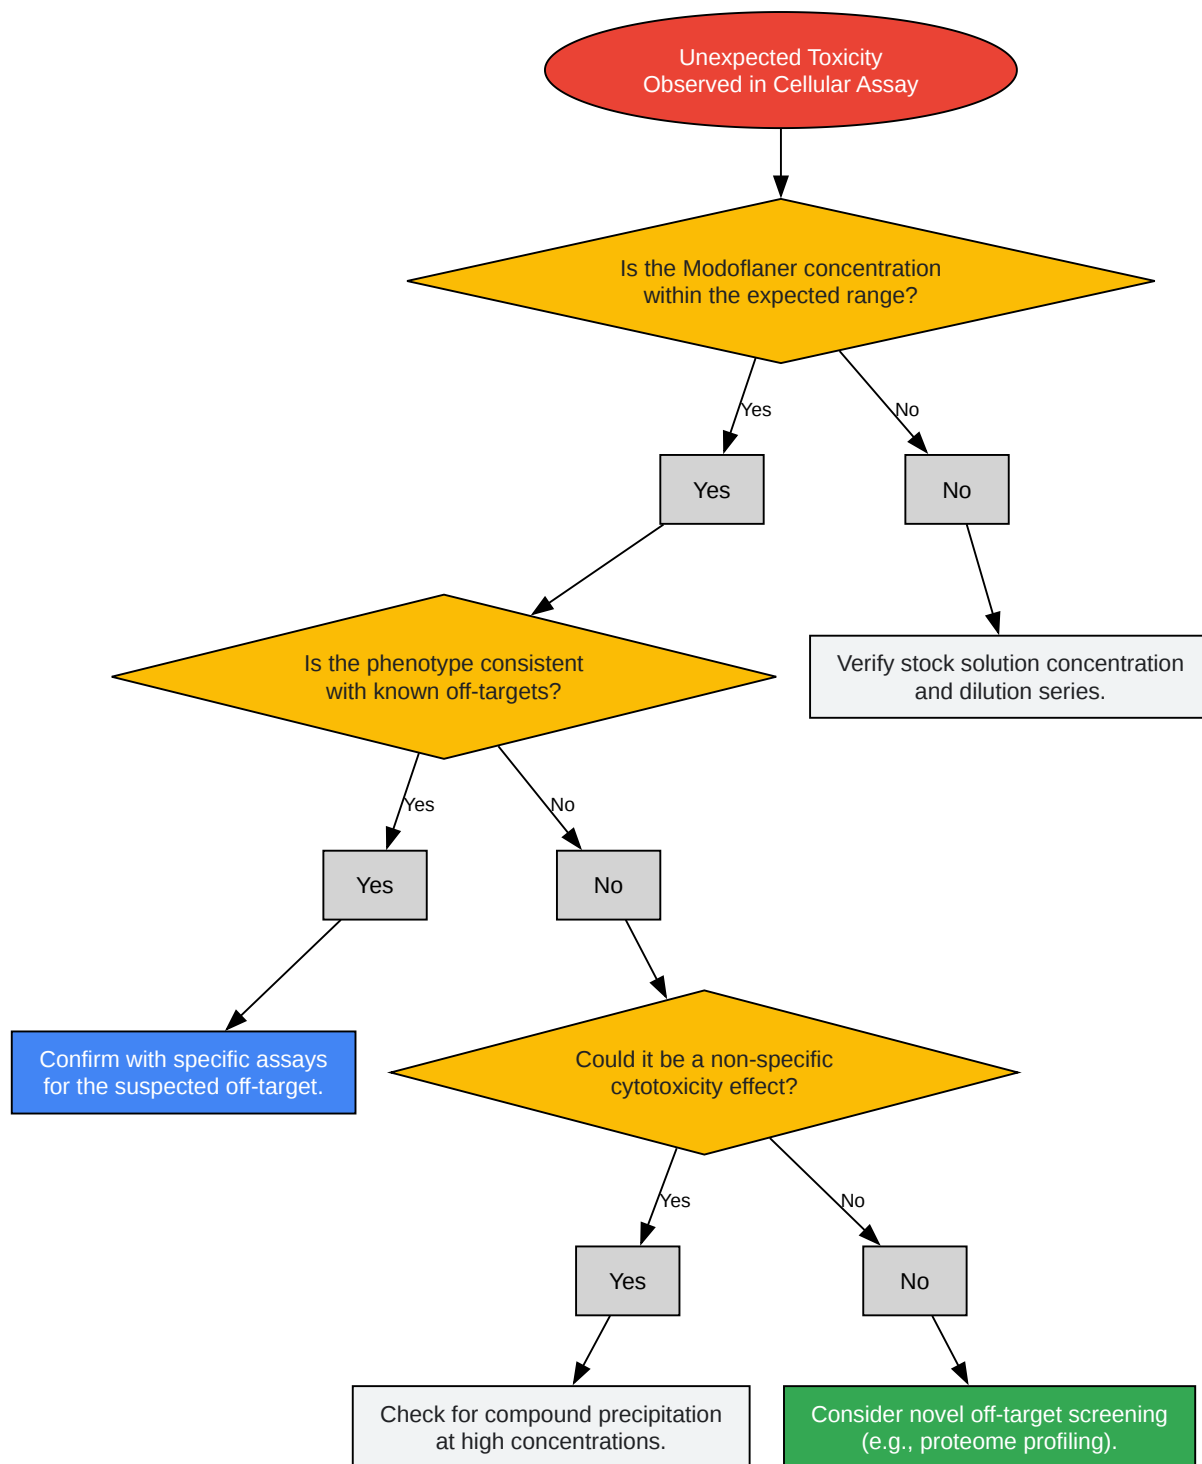 Unexpected Toxicity
Observed in Cellular Assay
Is the Modoflaner concentration
within the expected range?
Yes
No
Yes
No
Is the phenotype consistent
with known off-targets?
Verify stock solution concentration
and dilution series.
Yes
No
Yes
No
Confirm with specific assays
for the suspected off-target.
Could it be a non-specific
cytotoxicity effect?
Yes
No
Yes
No
Check for compound precipitation
at high concentrations.
Consider novel off-target screening
(e.g., proteome profiling).